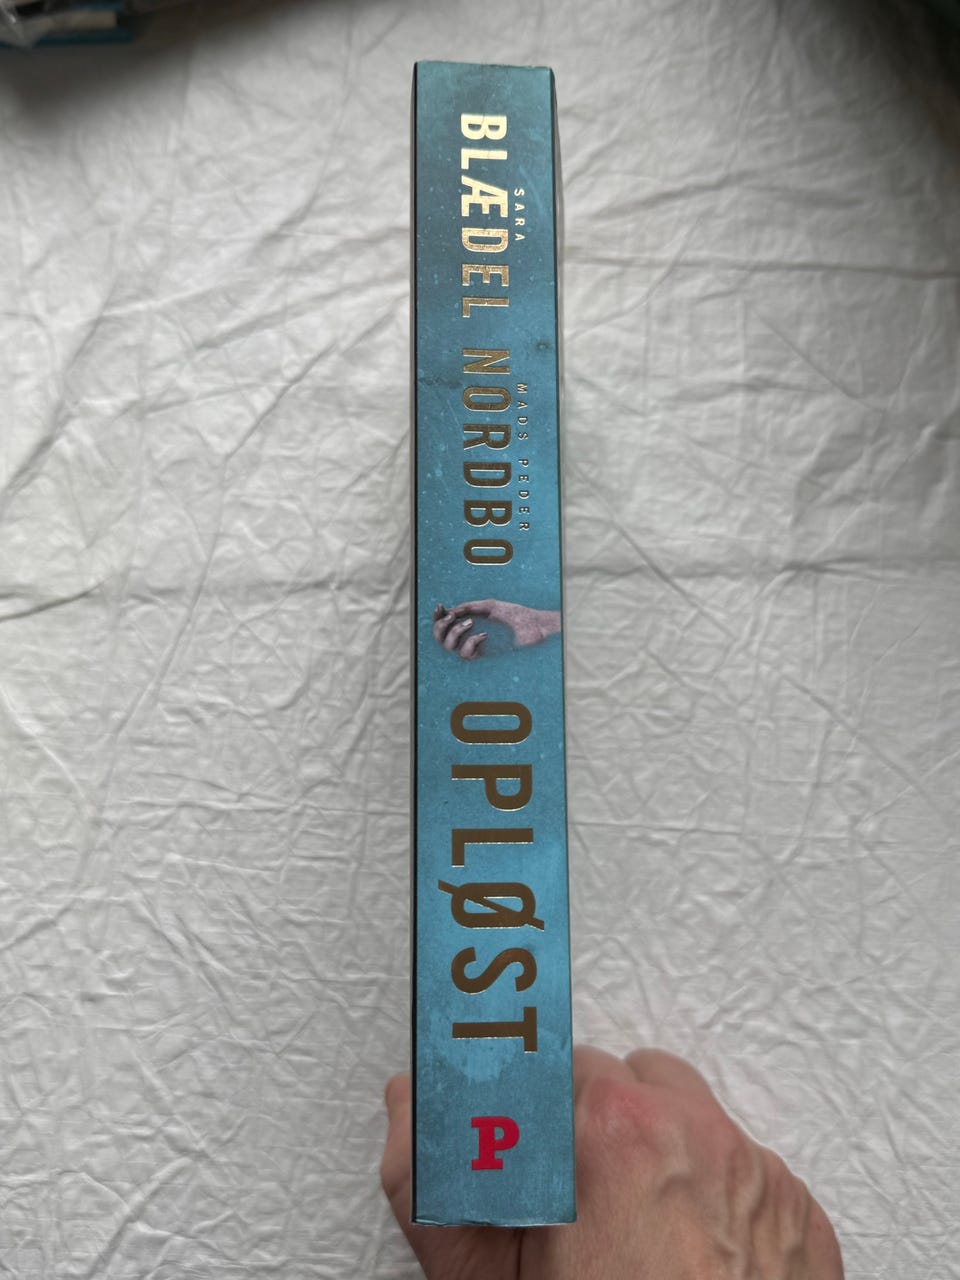 SARA
BLÆDEL
MADS PEDER
NORDBO
OPLØST
P